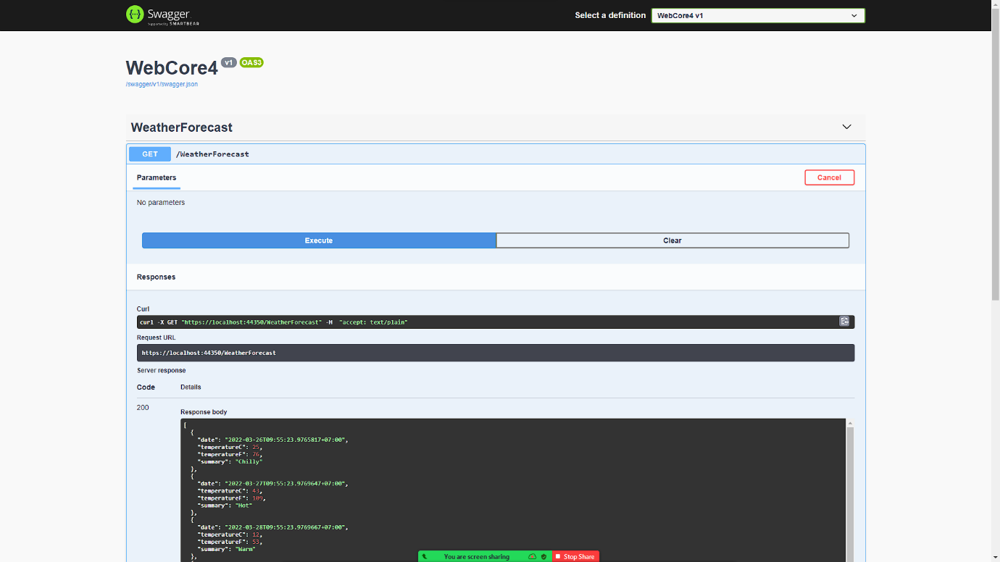 Swagger
Supported by SMARTBEAR
Select a definition
WebCore4 v1
WebCore4 v1 OAS3
/swagger/v1/swagger.json
WeatherForecast
GET /WeatherForecast
Parameters
Cancel
No parameters
Execute
Clear
Responses
Curl
curl -X GET "https://localhost:44350/WeatherForecast" -H  "accept: text/plain"
Request URL
https://localhost:44350/WeatherForecast
Server response
Code Details
200
Response body
[
  {
    "date": "2022-03-26T09:55:23.9765817+07:00",
    "temperatureC": 25,
    "temperatureF": 76,
    "summary": "Chilly"
  },
  {
    "date": "2022-03-27T09:55:23.9769647+07:00",
    "temperatureC": 43,
    "temperatureF": 109,
    "summary": "Hot"
  },
  {
    "date": "2022-03-28T09:55:23.9769667+07:00",
    "temperatureC": 12,
    "temperatureF": 53,
    "summary": "Warm"
  },
You are screen sharing
Stop Share